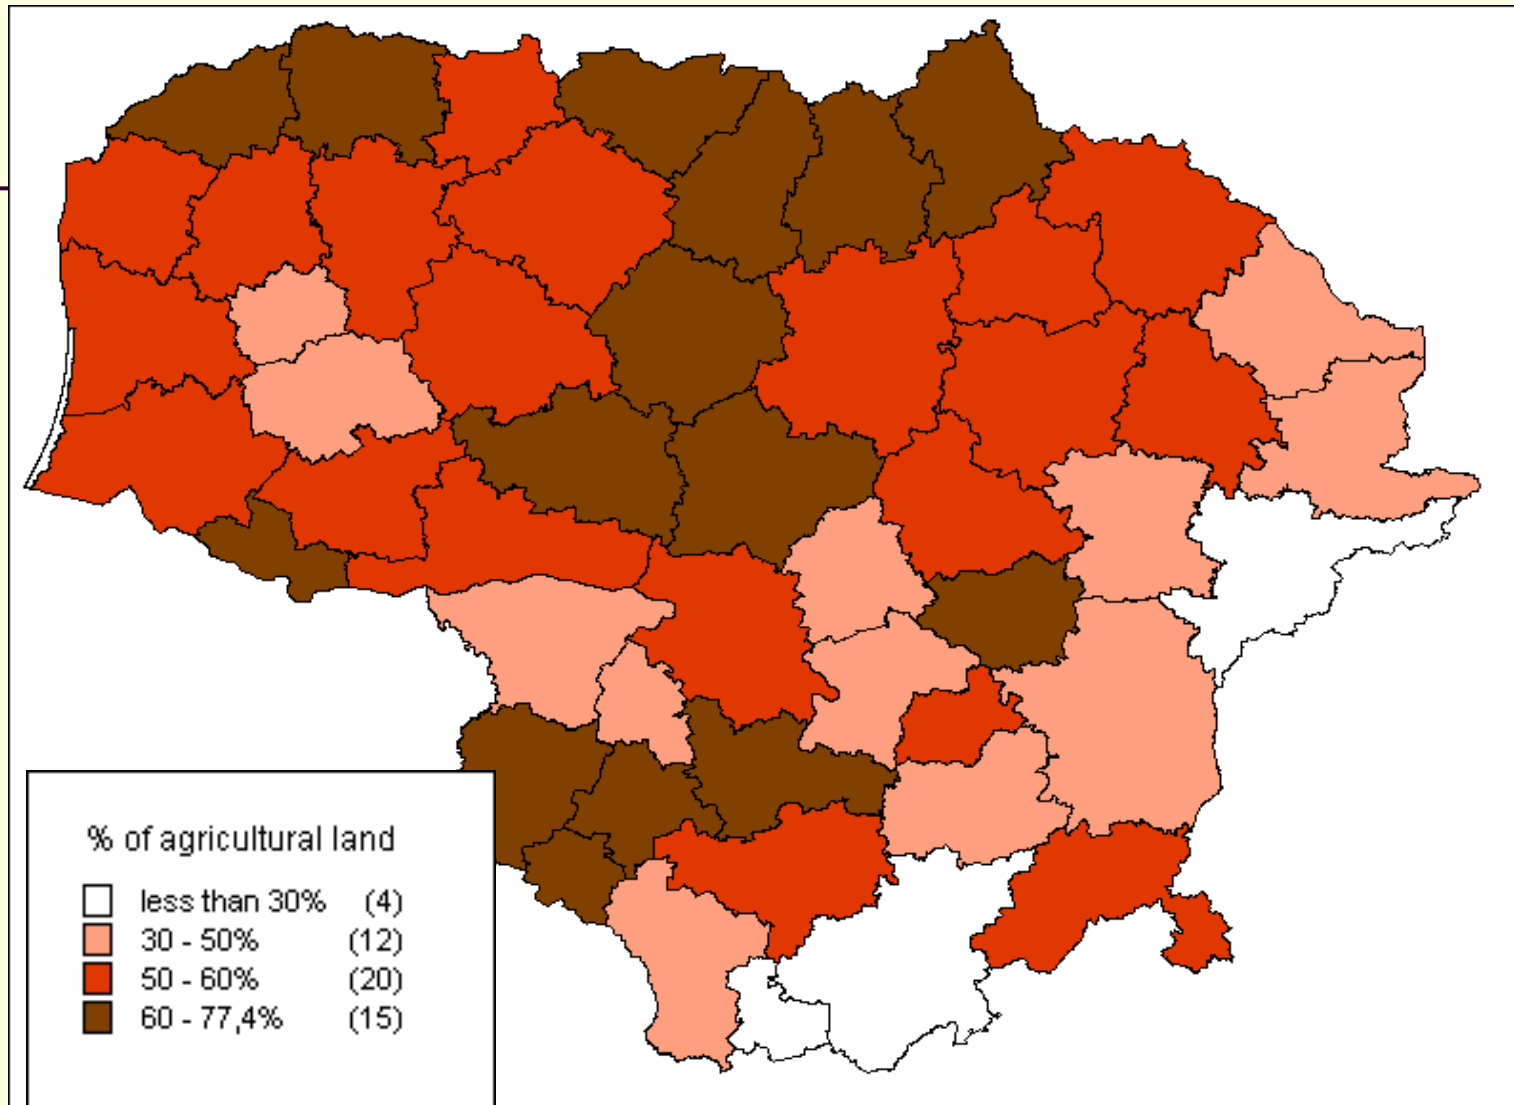 % of agricultural land
less than 30% (4)
30 - 50% (12)
50 - 60% (20)
60 - 77,4% (15)